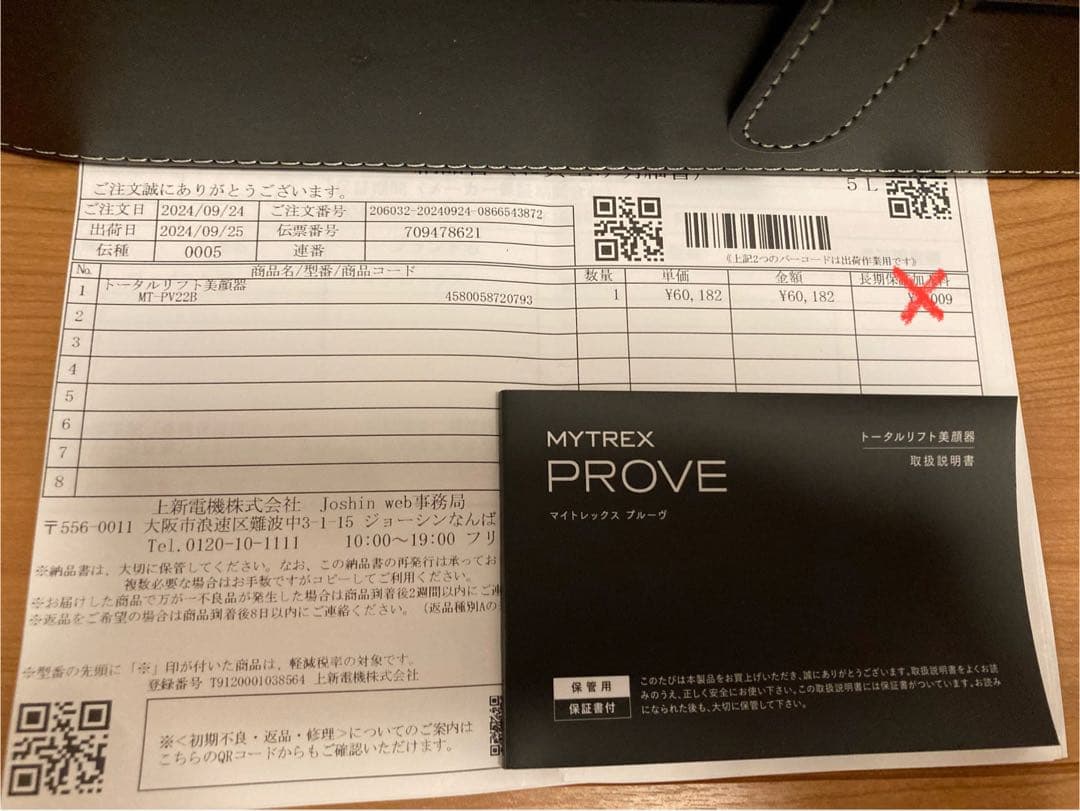 ご注文誠にありがとうございます。
5 L
ご注文日 2024/09/24 ご注文番号 206032-20240924-0866543872
出荷日 2024/09/25 伝票番号 709478621
伝種 0005 連番
《上記2つのバーコードは出荷作業用です》
No. 商品名/型番/商品コード 数量 単価 金額 長期保
1 トータルリフト美顔器
MT-PV22B 4580058720793 1 ¥60,182 ¥60,182 009
2
3
4
5
6
7
8
上新電機株式会社 Joshin web事務局
〒556-0011 大阪市浪速区難波中3-1-15 ジョーシンなんば
Tel.0120-10-1111 10:00～19:00 フリ
※納品書は、大切に保管してください。なお、この納品書の再発行は承ってお
複数必要な場合はお手数ですがコピーしてご利用ください。
※お届けした商品で万が一不良品が発生した場合は商品到着後2週間以内にご連
※返品をご希望の場合は商品到着後8日以内にご連絡ください。（返品種別Aの
※型番の先頭に「※」印が付いた商品は、軽減税率の対象です。
登録番号 T9120001038564 上新電機株式会社
※<初期不良・返品・修理>についてのご案内は
こちらのQRコードからもご確認いただけます。
MYTREX
PROVE
マイトレックス プルーヴ
トータルリフト美顔器
取扱説明書
保管用
保証書付
このたびは本製品をお買上げいただき、誠にありがとうございます。取扱説明書をよくお読
みのうえ、正しく安全にお使い下さい。この取扱説明書には保証書がついています。お読み
になられた後も、大切に保管して下さい。